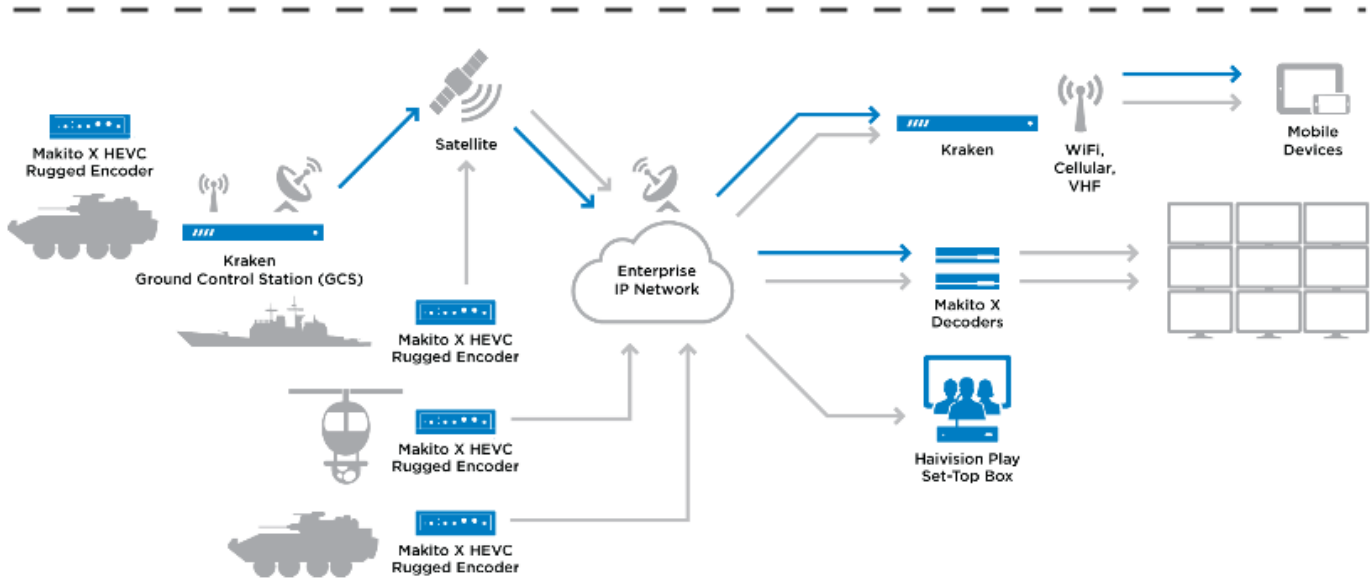 Makito X HEVC
Rugged Encoder
Kraken
Ground Control Station (GCS)
Satellite
Makito X HEVC
Rugged Encoder
Makito X HEVC
Rugged Encoder
Makito X HEVC
Rugged Encoder
Enterprise
IP Network
Kraken
WiFi,
Cellular,
VHF
Mobile
Devices
Makito X
Decoders
Haivision Play
Set-Top Box